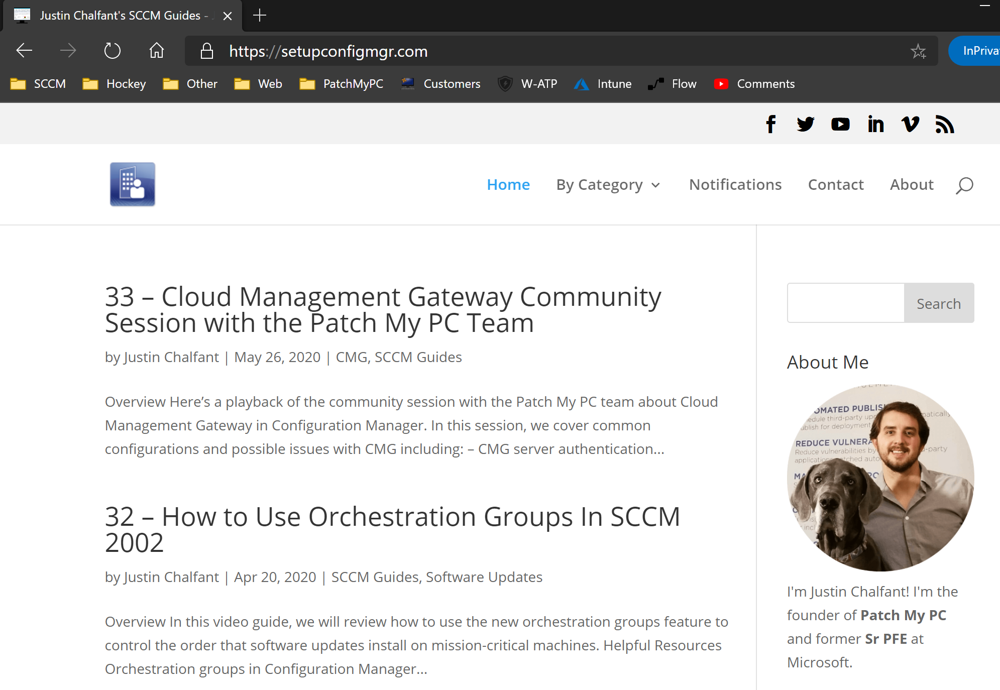 Justin Chalfant's SCCM Guides -
https://setupconfigmgr.com
InPriva
SCCM Hockey Other Web PatchMyPC Customers W-ATP Intune Flow Comments
Home By Category Notifications Contact About
33 – Cloud Management Gateway Community
Session with the Patch My PC Team
by Justin Chalfant | May 26, 2020 | CMG, SCCM Guides
Overview Here’s a playback of the community session with the Patch My PC team about Cloud
Management Gateway in Configuration Manager. In this session, we cover common
configurations and possible issues with CMG including: – CMG server authentication...
32 – How to Use Orchestration Groups In SCCM
2002
by Justin Chalfant | Apr 20, 2020 | SCCM Guides, Software Updates
Overview In this video guide, we will review how to use the new orchestration groups feature to
control the order that software updates install on mission-critical machines. Helpful Resources
Orchestration groups in Configuration Manager...
Search
About Me
OMATED PUBLIS
edule third-party upd matically
ublish for deployment
REDUCE VULNERA
Reduce vulnerabilities by d-party
applications patched auto
I'm Justin Chalfant! I'm the
founder of Patch My PC
and former Sr PFE at
Microsoft.